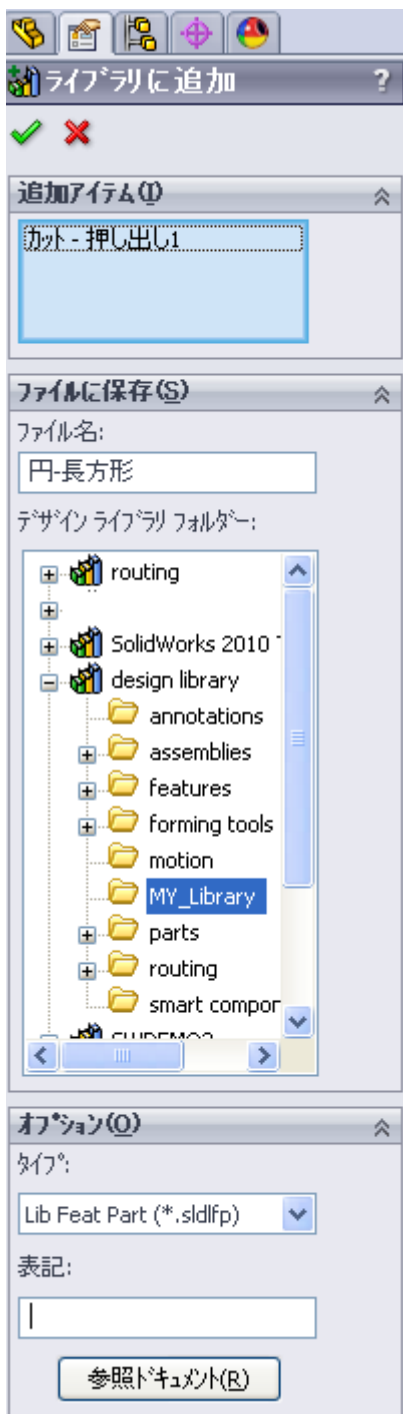 ライブラリに追加 ?
追加アイテム(I)
カット - 押し出し1
ファイルに保存(S)
ファイル名:
円-長方形
デザイン ライブラリ フォルダー:
routing
SolidWorks 2010
design library
annotations
assemblies
features
forming tools
motion
MY_Library
parts
routing
smart compor
オプション(O)
タイプ:
Lib Feat Part (*.sldlfp)
表記:
参照ドキュメント(R)